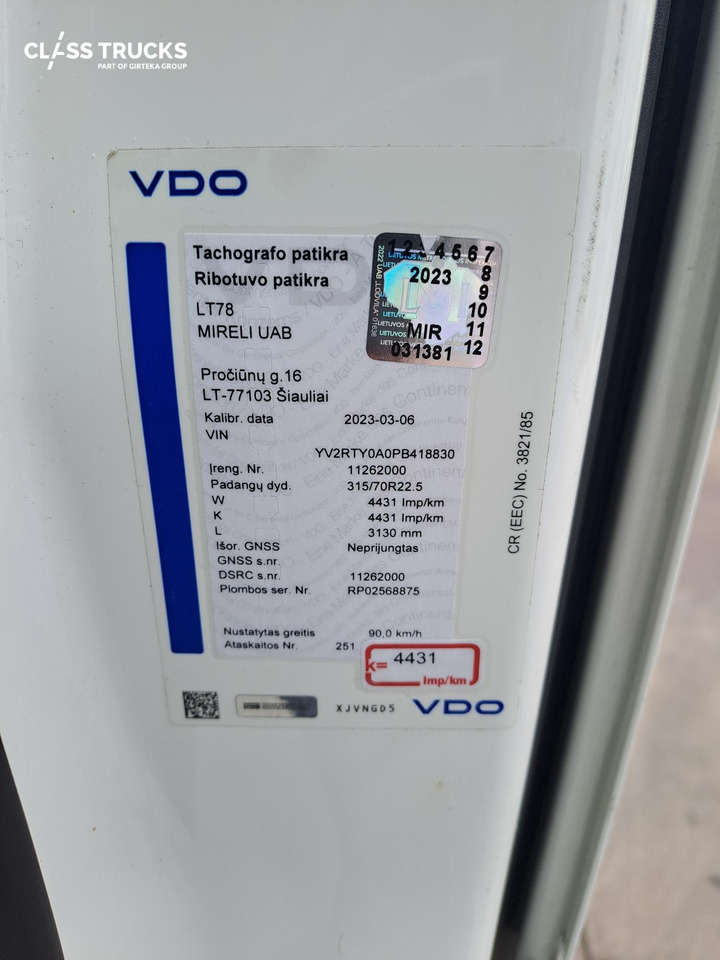 CLASS TRUCKS
PART OF GIRTEKA GROUP
VDO
Tachografo patikra
Ribotuvo patikra
LT78
MIRELI UAB
1 2 4 5 6 7
8
2023
9
10
11
MIR
12
031381
Pročiūnų g.16
LT-77103 Šiauliai
Kalibr. data 2023-03-06
VIN
YV2RTY0A0PB418830
Įreng. Nr. 11262000
Padangų dyd. 315/70R22.5
W 4431 Imp/km
K 4431 Imp/km
L 3130 mm
Išor. GNSS Neprijungtas
GNSS s.nr.
DSRC s.nr. 11262000
Plombos ser. Nr. RP02568875
Nustatytas greitis 90,0 km/h
Ataskaitos Nr. 251
k= 4431
Imp/km
CR (EEC) No. 3821/85
XJVNGD5
VDO